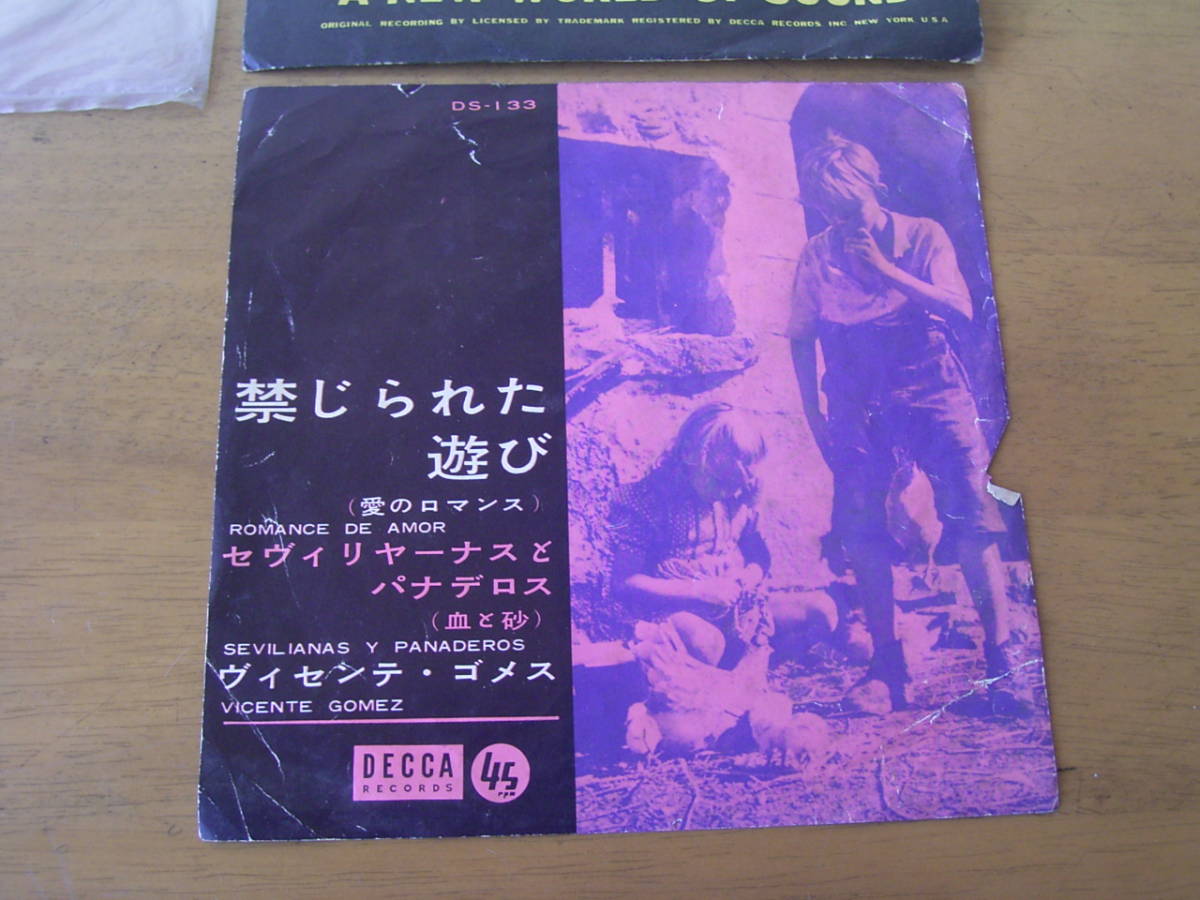 A NEW WORLD OF SOUND
ORIGINAL RECORDING BY LICENSED BY TRADEMARK REGISTERED BY DECCA RECORDS INC NEW YORK U S A
DS-133
禁じられた
遊び
(愛のロマンス)
ROMANCE DE AMOR
セヴィリヤーナスと
パナデロス
(血と砂)
SEVILIANAS Y PANADEROS
ヴィセンテ・ゴメス
VICENTE GOMEZ
DECCA
RECORDS
45
rpm